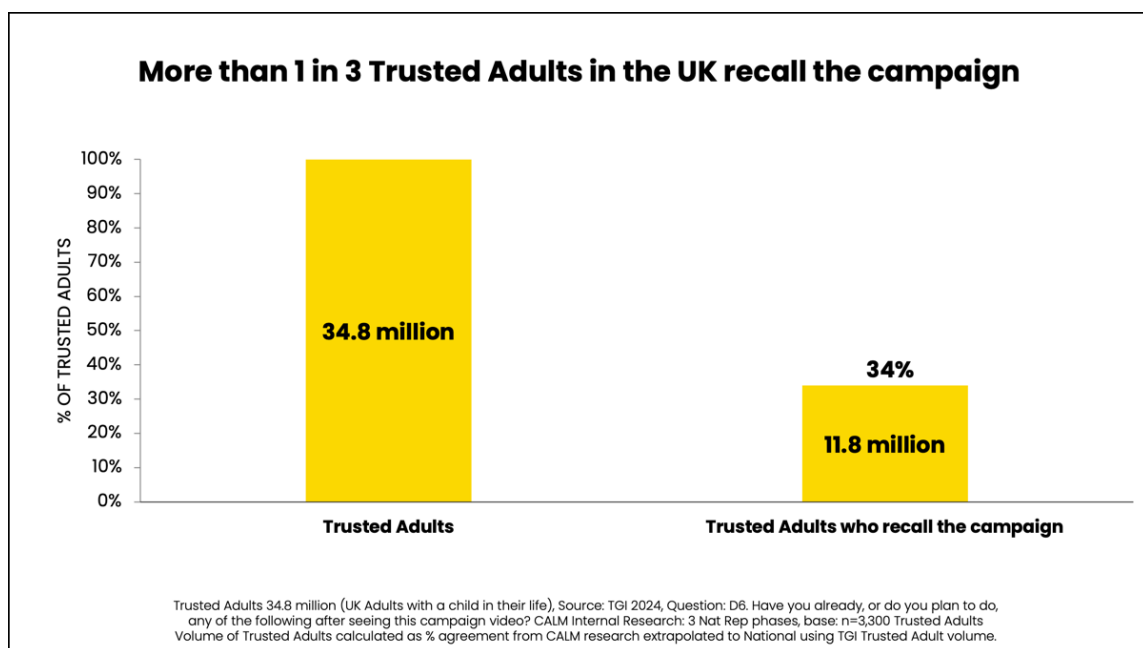 More than 1 in 3 Trusted Adults in the UK recall the campaign
% OF TRUSTED ADULTS
100%
90%
80%
70%
60%
50%
40%
30%
20%
10%
0%
34.8 million
34%
11.8 million
Trusted Adults
Trusted Adults who recall the campaign
Trusted Adults 34.8 million (UK Adults with a child in their life), Source: TGI 2024, Question: D6. Have you already, or do you plan to do,
any of the following after seeing this campaign video? CALM Internal Research: 3 Nat Rep phases, base: n=3,300 Trusted Adults
Volume of Trusted Adults calculated as % agreement from CALM research extrapolated to National using TGI Trusted Adult volume.